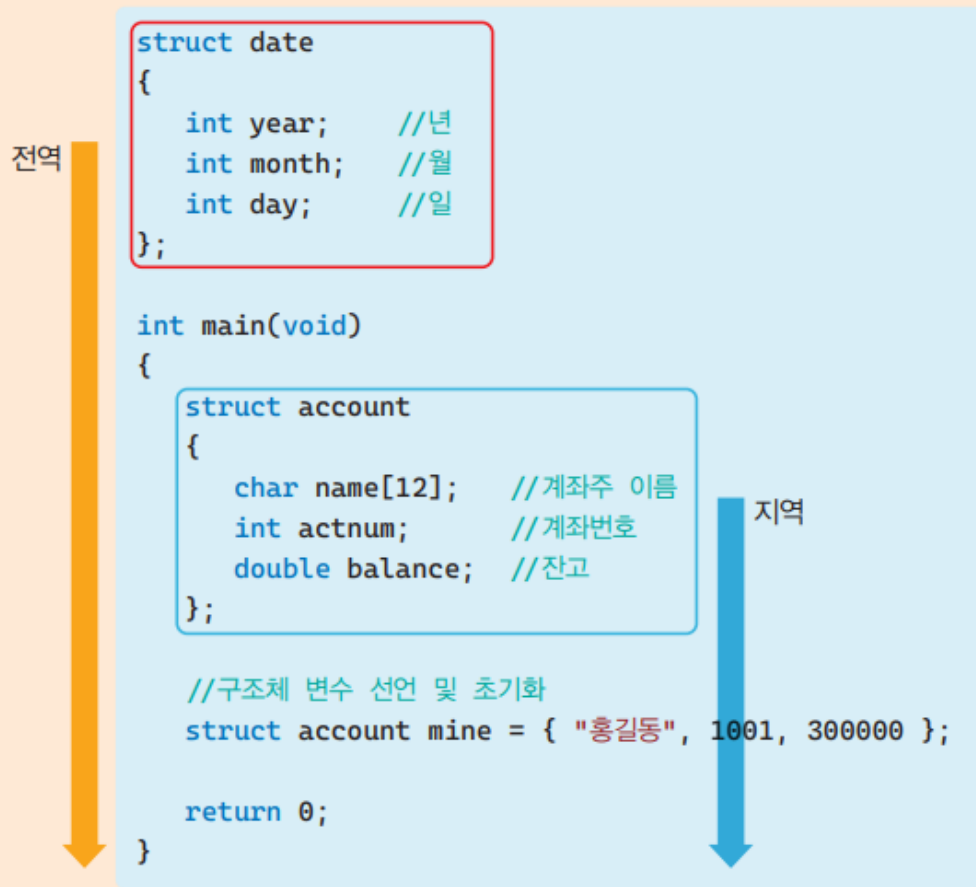 struct date
{
int year; //년
전역
int month; //월
int day; //일
};
int main(void)
{
struct account
{
char name[12]; //계좌주 이름
int actnum; //계좌번호
지역
double balance; //잔고
};
//구조체 변수 선언 및 초기화
struct account mine = { "홍길동", 1001, 300000 };
return 0;
}